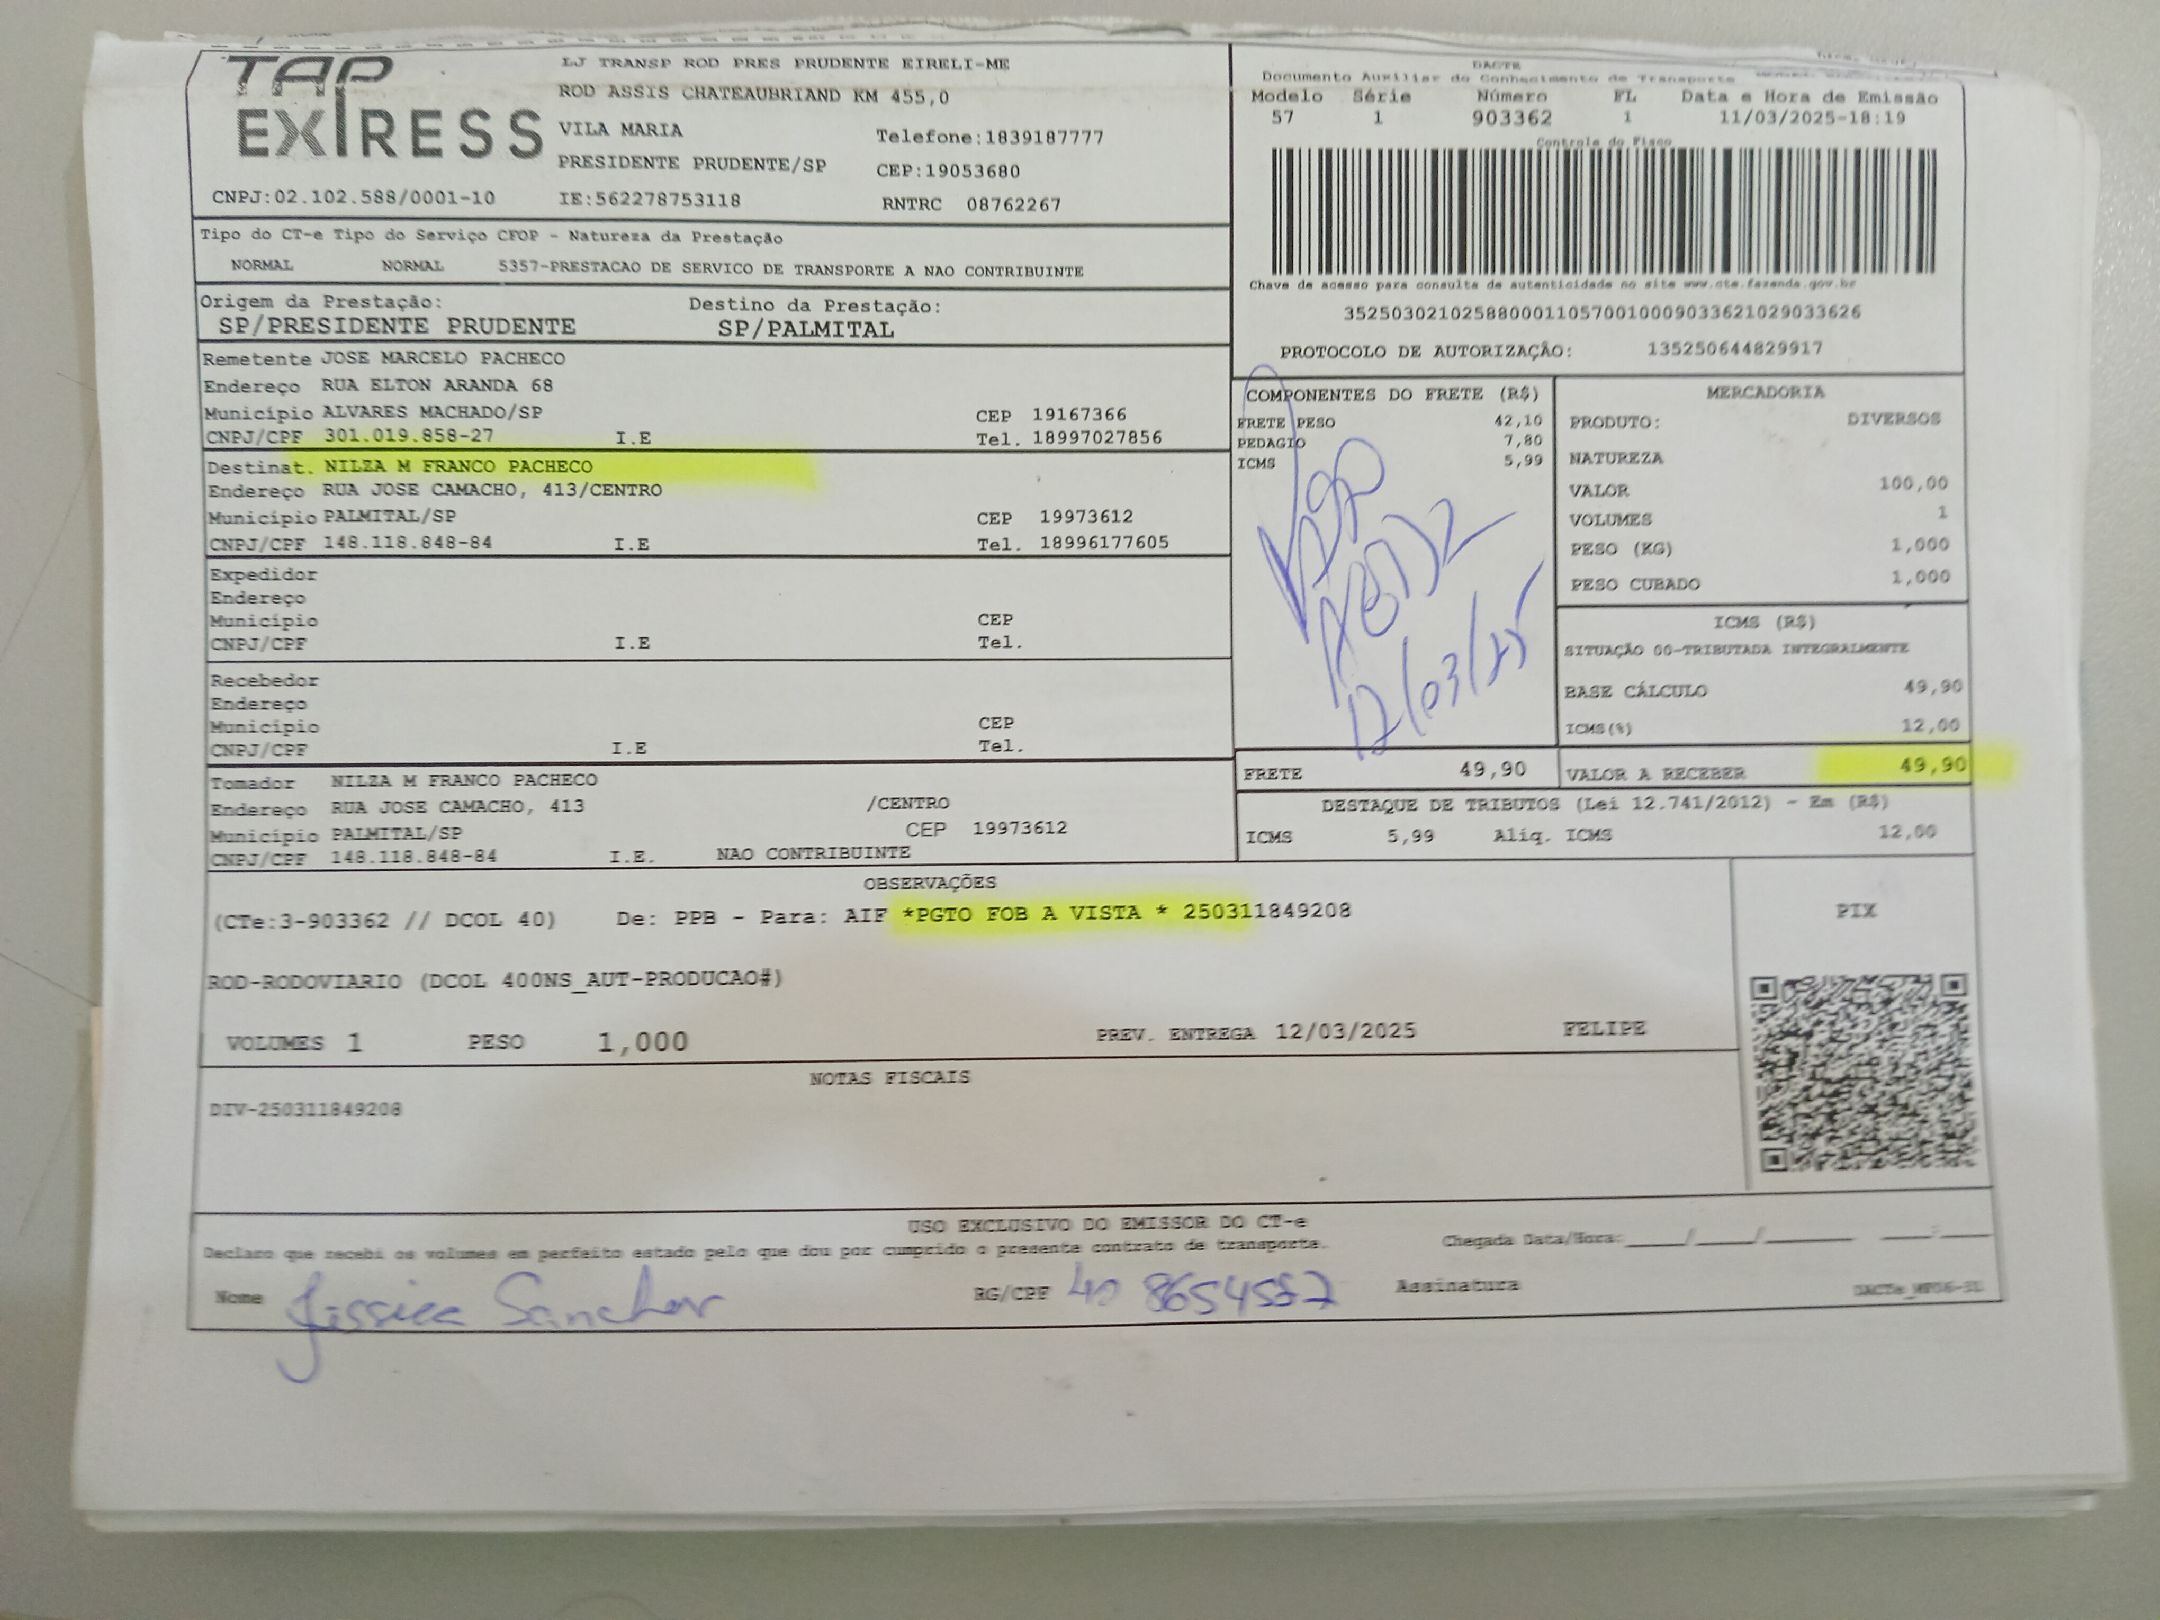 TAP
EXPRESS
LJ TRANSP ROD PRES PRUDENTE EIRELI-ME
ROD ASSIS CHATEAUBRIAND KM 455,0
VILA MARIA Telefone:1839187777
PRESIDENTE PRUDENTE/SP CEP:19053680
CNPJ:02.102.588/0001-10 IE:562278753118 RNTRC 08762267
DACTE
Documento Auxiliar do Conhecimento de Transporte
Modelo Série Número FL Data e Hora de Emissão
57 1 903362 1 11/03/2025-18:19
Controle do Fisco
Chave de acesso para consulta de autenticidade no site www.cte.fazenda.gov.br
35250302102588000110570010009033621029033626
PROTOCOLO DE AUTORIZAÇÃO: 135250644829917
Tipo do CT-e Tipo do Serviço CFOP - Natureza da Prestação
NORMAL NORMAL 5357-PRESTACAO DE SERVICO DE TRANSPORTE A NAO CONTRIBUINTE
Origem da Prestação: Destino da Prestação:
SP/PRESIDENTE PRUDENTE SP/PALMITAL
Remetente JOSE MARCELO PACHECO
Endereço RUA ELTON ARANDA 68
Município ALVARES MACHADO/SP CEP 19167366
CNPJ/CPF 301.019.858-27 I.E Tel. 18997027856
Destinat. NILZA M FRANCO PACHECO
Endereço RUA JOSE CAMACHO, 413/CENTRO
Município PALMITAL/SP CEP 19973612
CNPJ/CPF 148.118.848-84 I.E Tel. 18996177605
Expedidor
Endereço
Município CEP
CNPJ/CPF I.E Tel.
Recebedor
Endereço
Município CEP
CNPJ/CPF I.E Tel.
Tomador NILZA M FRANCO PACHECO
Endereço RUA JOSE CAMACHO, 413 /CENTRO
Município PALMITAL/SP CEP 19973612
CNPJ/CPF 148.118.848-84 I.E. NAO CONTRIBUINTE
COMPONENTES DO FRETE (R$)
FRETE PESO 42,10
PEDAGIO 7,80
ICMS 5,99
12/03/25
MERCADORIA
PRODUTO: DIVERSOS
NATUREZA
VALOR 100,00
VOLUMES 1
PESO (KG) 1,000
PESO CUBADO 1,000
ICMS (R$)
SITUAÇÃO 00-TRIBUTADA INTEGRALMENTE
BASE CÁLCULO 49,90
ICMS(%) 12,00
FRETE 49,90 VALOR A RECEBER 49,90
DESTAQUE DE TRIBUTOS (Lei 12.741/2012) - Em (R$)
ICMS 5,99 Aliq. ICMS 12,00
OBSERVAÇÕES
(CTe:3-903362 // DCOL 40) De: PPB - Para: AIF *PGTO FOB A VISTA * 250311849208
ROD-RODOVIARIO (DCOL 400NS_AUT-PRODUCAO#)
PIX
VOLUMES 1 PESO 1,000 PREV. ENTREGA 12/03/2025 FELIPE
NOTAS FISCAIS
DIV-250311849208
USO EXCLUSIVO DO EMISSOR DO CT-e
Declaro que recebi os volumes em perfeito estado pelo que dou por cumprido o presente contrato de transporte. Chegada Data/Hora: ____/____/______ ___:___
Nome Jessica Sanches RG/CPF 40 8654557 Assinatura